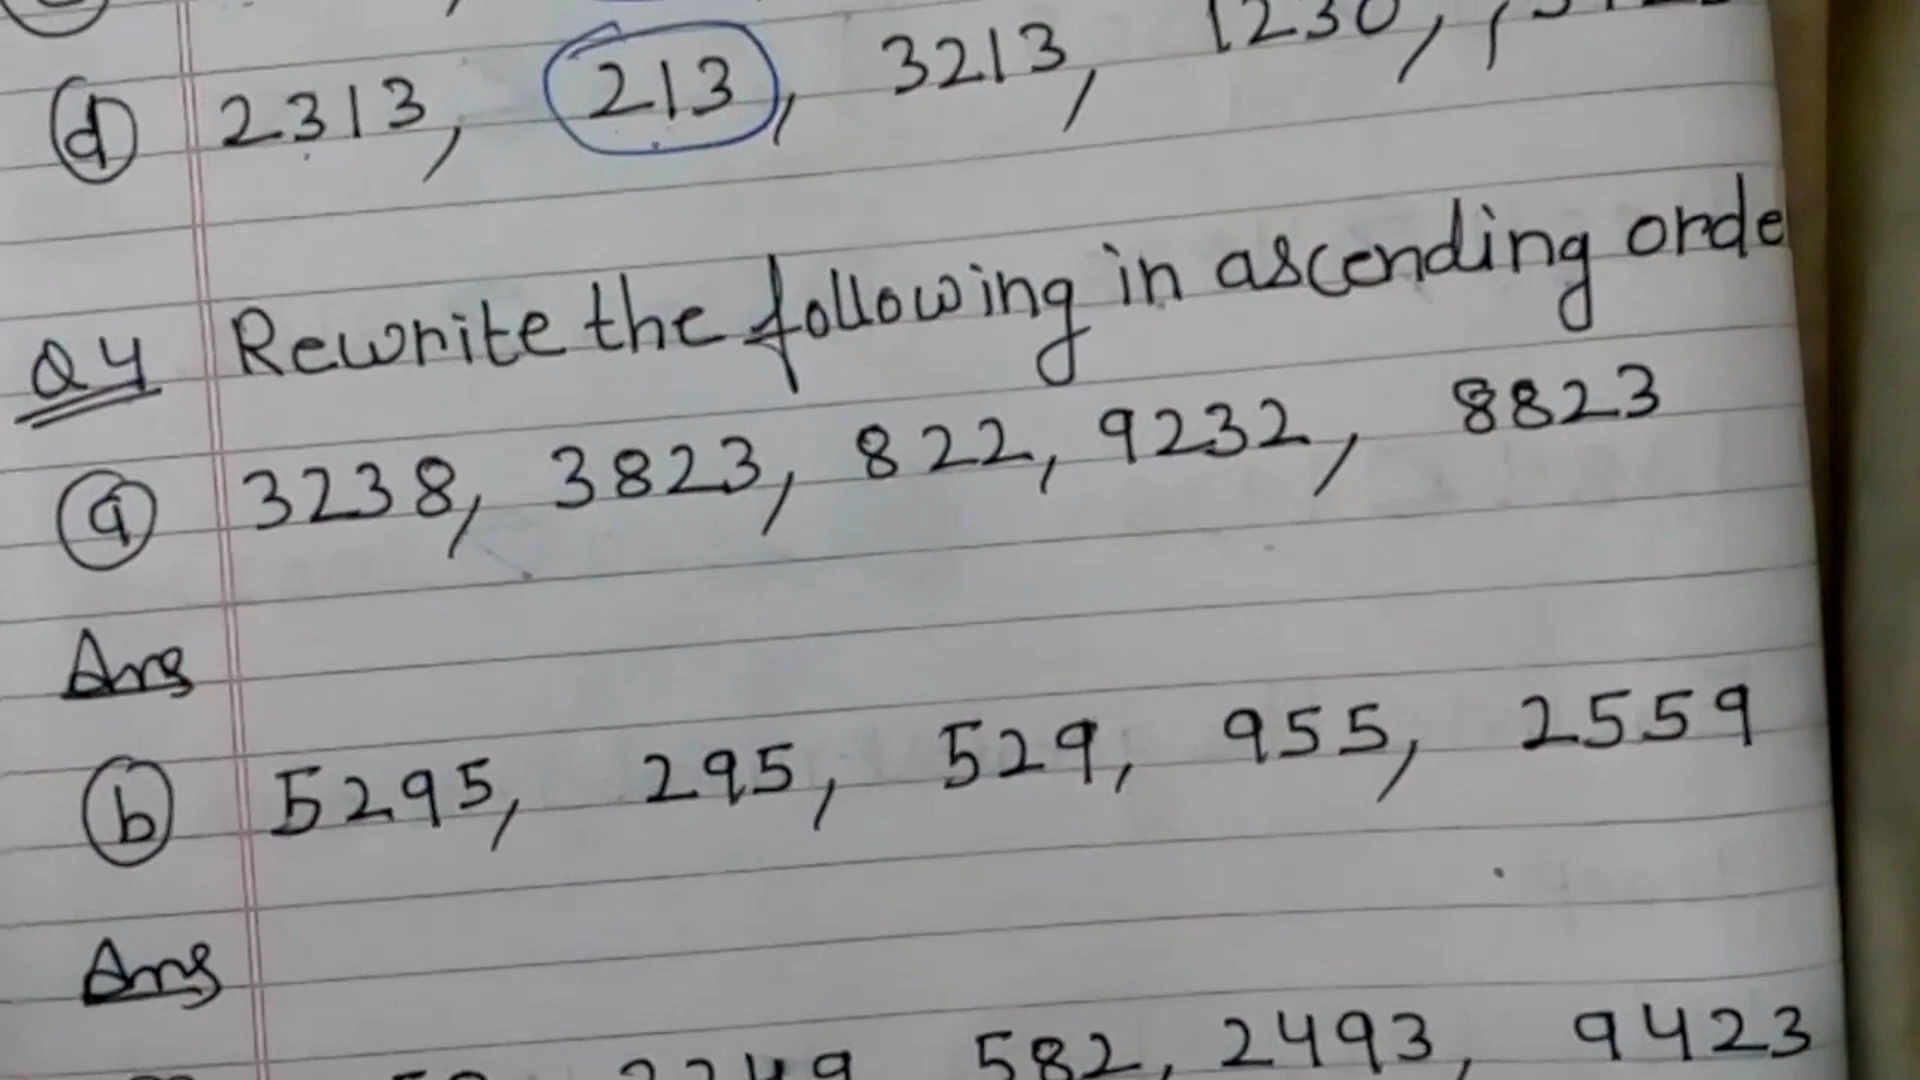 (d) 2313, 213, 3213, 1230,
Q4 Rewrite the following in ascending orde
(a) 3238, 3823, 822, 9232, 8823
Ans
(b) 5295, 295, 529, 955, 2559
Ans
582, 2493, 9423